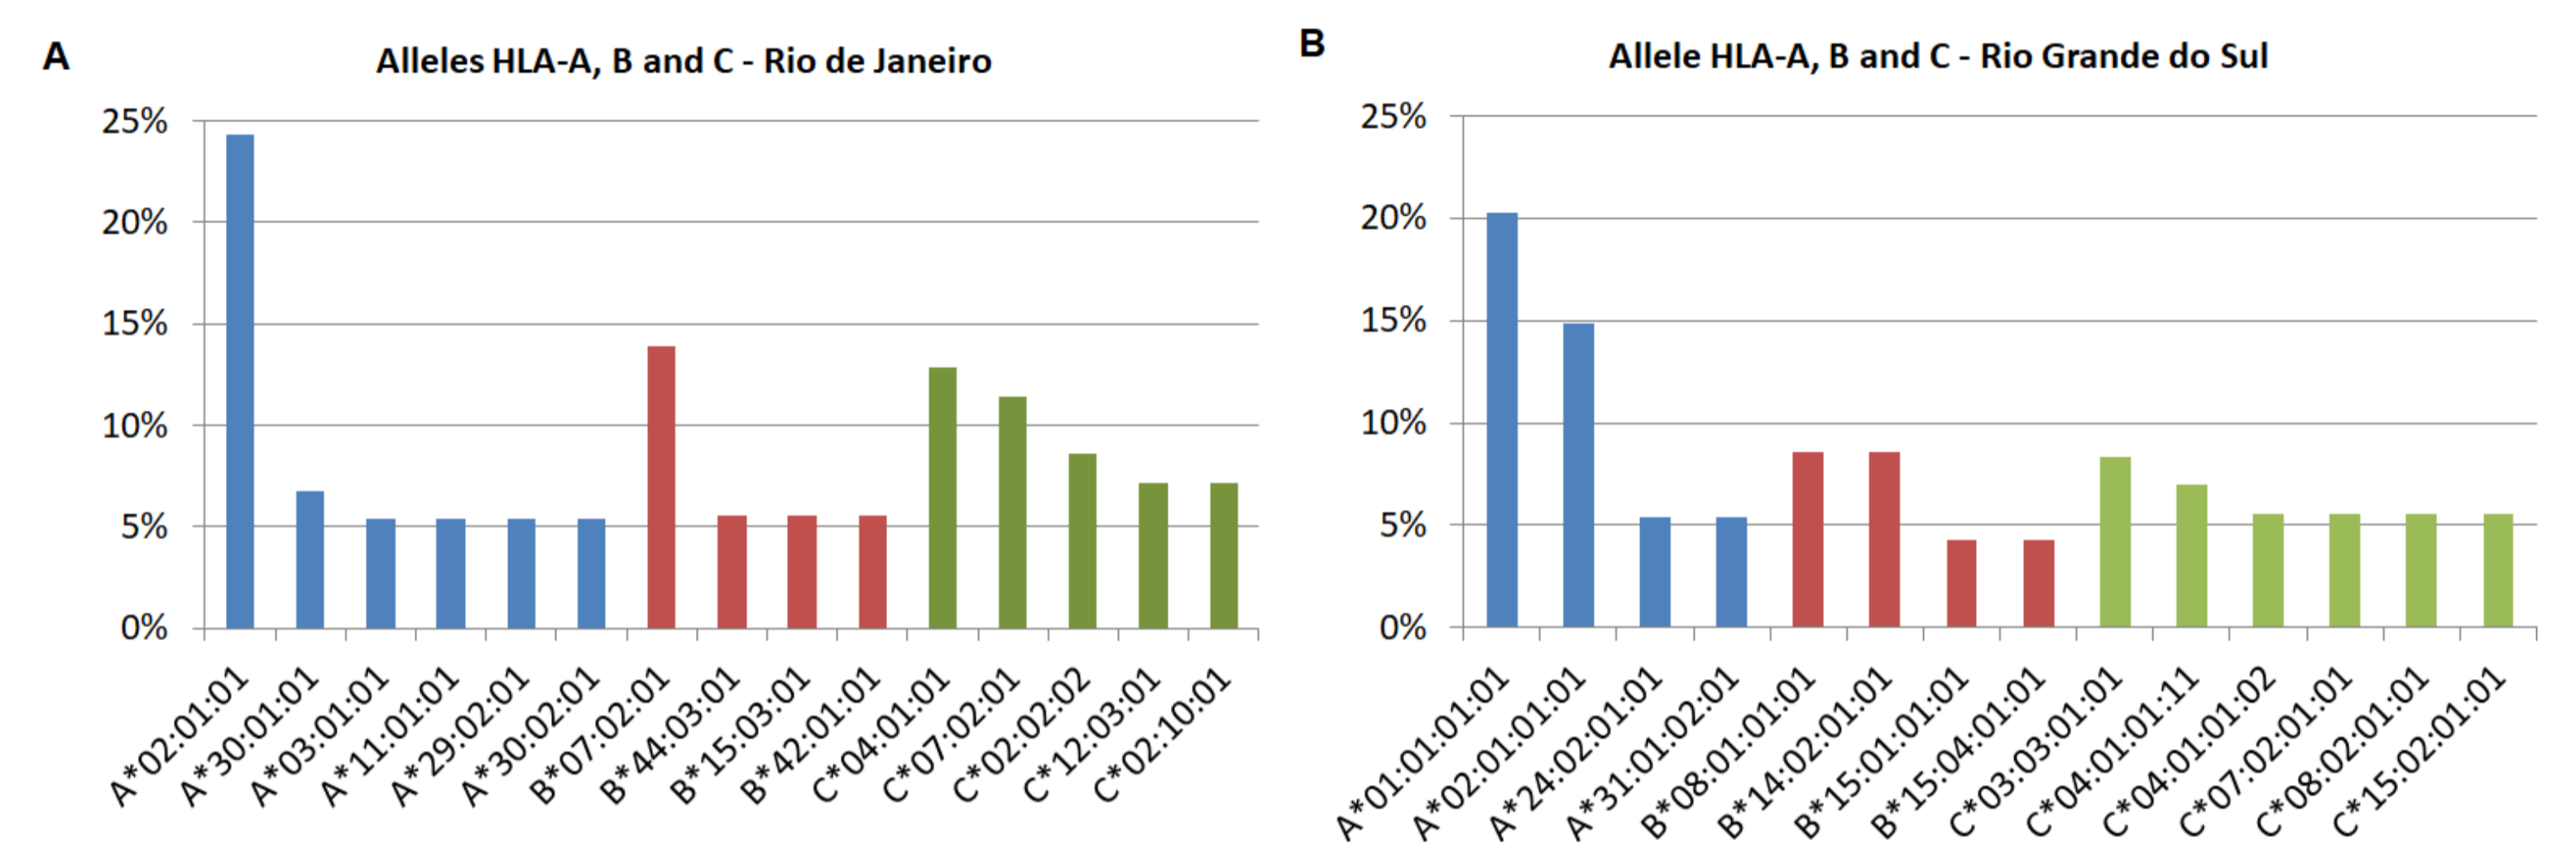 A
Alleles HLA-A, B and C - Rio de Janeiro
25%
20%
15%
10%
5%
0%
A*02:01:01
A*30:01:01
A*03:01:01
A*11:01:01
A*29:02:01
A*30:02:01
B*07:02:01
B*44:03:01
B*15:03:01
B*42:01:01
C*04:01:01
C*07:02:01
C*02:02:02
C*12:03:01
C*02:10:01
B
Allele HLA-A, B and C - Rio Grande do Sul
25%
20%
15%
10%
5%
0%
A*01:01:01:01
A*02:01:01:01
A*24:02:01:01
A*31:01:02:01
B*08:01:01:01
B*14:02:01:01
B*15:01:01:01
B*15:04:01:01
C*03:03:01:01
C*04:01:01:11
C*04:01:01:02
C*07:02:01:01
C*08:02:01:01
C*15:02:01:01